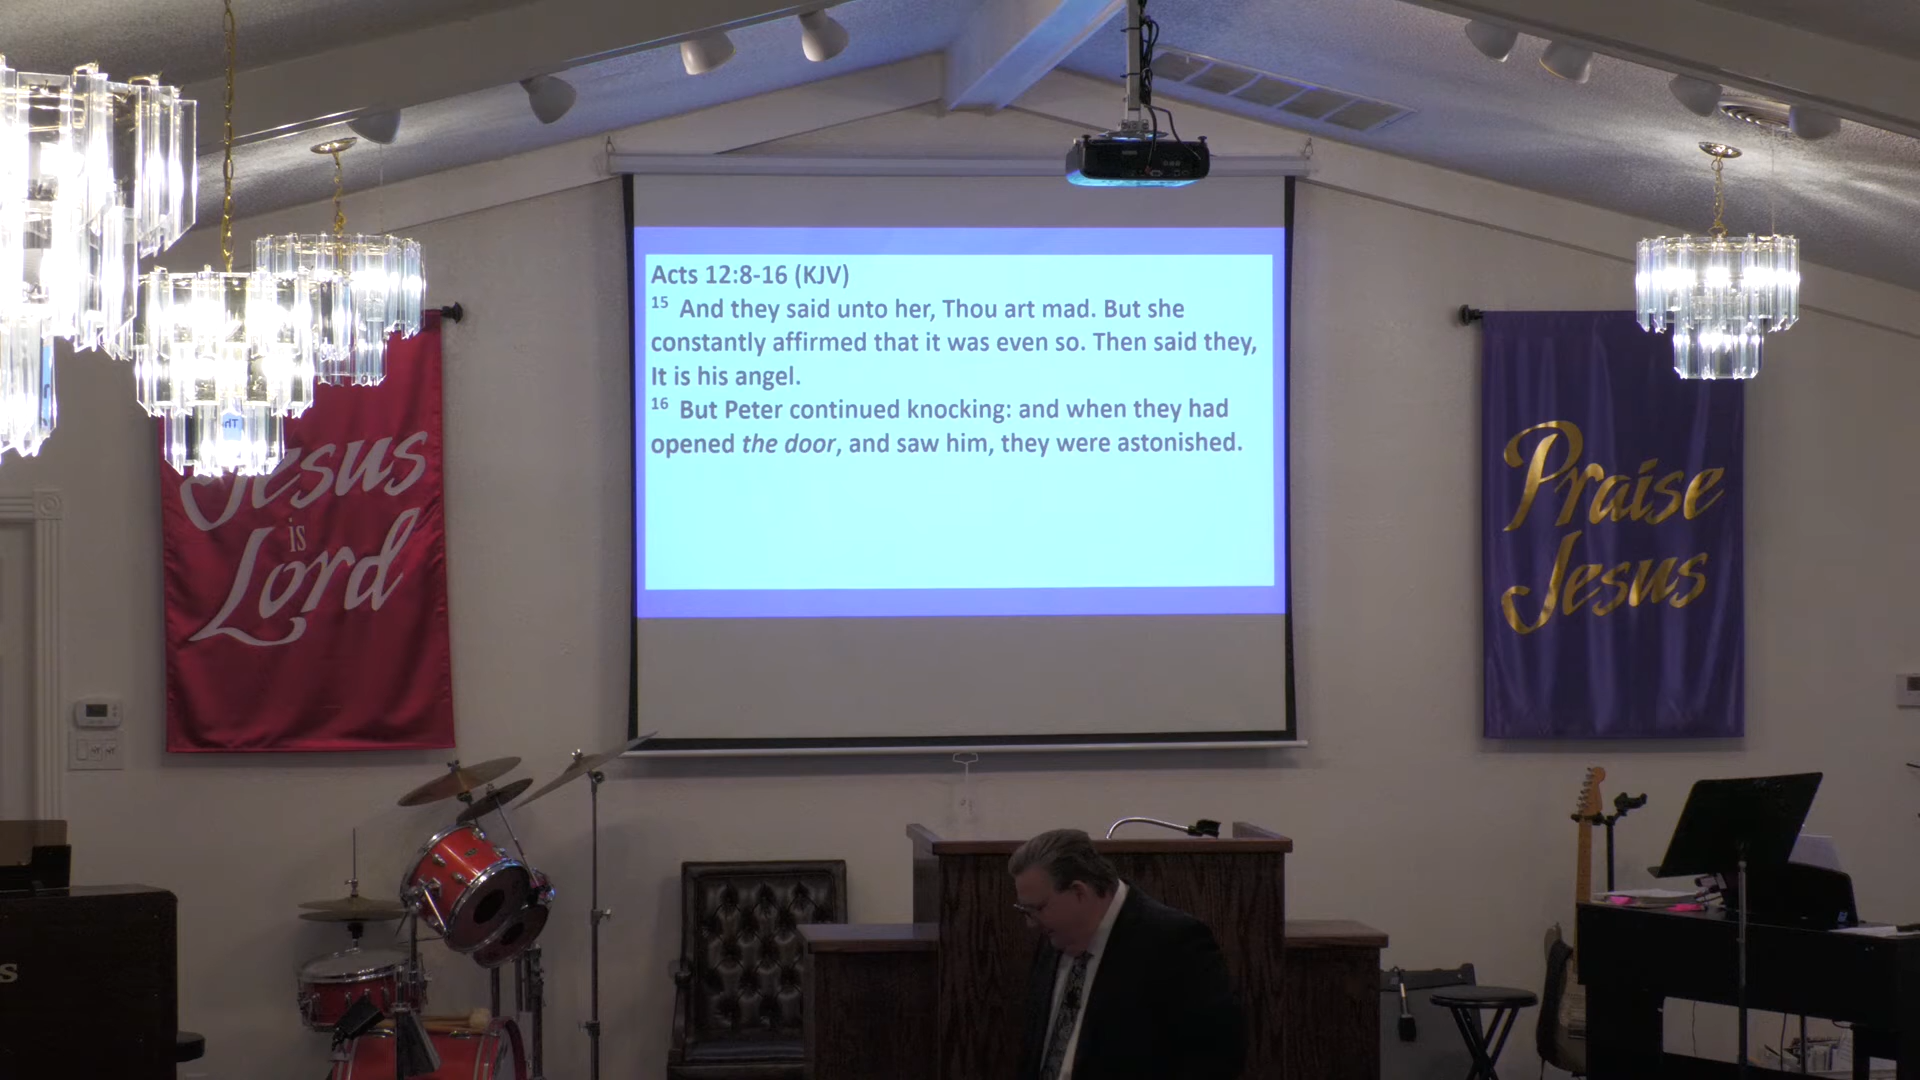 Acts 12:8-16 (KJV)
15 And they said unto her, Thou art mad. But she
constantly affirmed that it was even so. Then said they,
It is his angel.
16 But Peter continued knocking: and when they had
opened the door, and saw him, they were astonished.
Jesus
is
Lord
Praise
Jesus